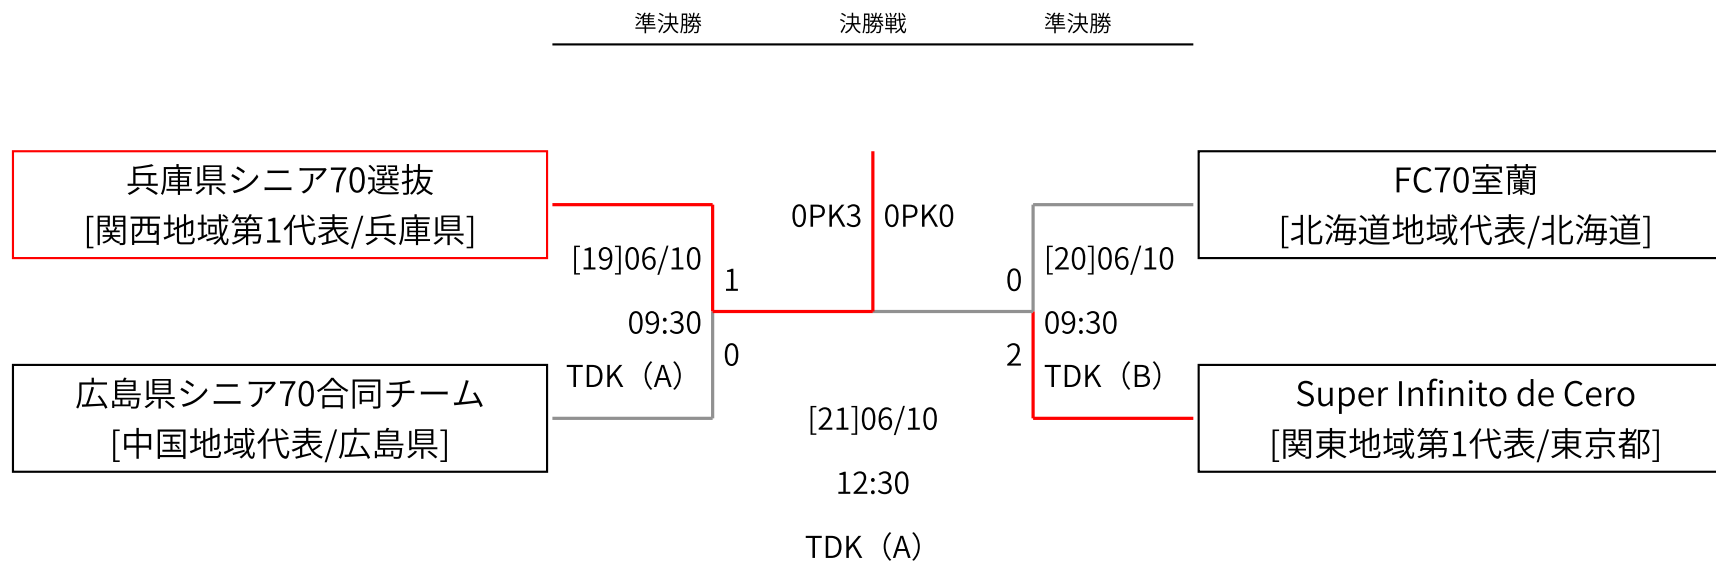 準決勝 決勝戦 準決勝
兵庫県シニア70選抜
[関西地域第1代表/兵庫県]
FC70室蘭
[北海道地域代表/北海道]
0PK3 0PK0
[19]06/10
1
0
[20]06/10
09:30
0
2
09:30
TDK（A）
TDK（B）
広島県シニア70合同チーム
[中国地域代表/広島県]
Super Infinito de Cero
[関東地域第1代表/東京都]
[21]06/10
12:30
TDK（A）